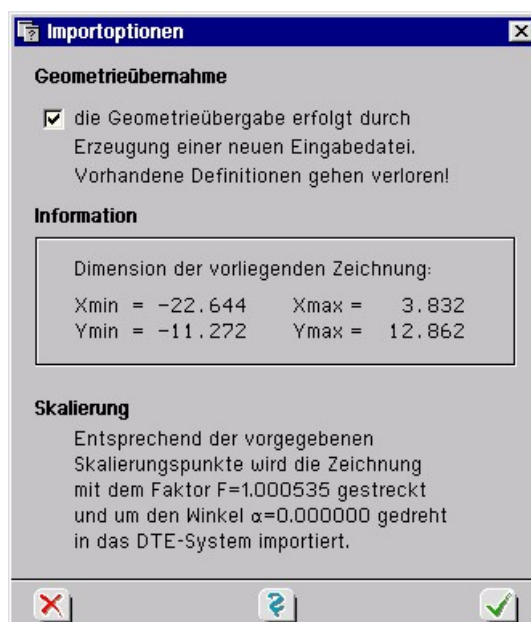 Importoptionen
Geometrieübernahme
die Geometrieübergabe erfolgt durch
Erzeugung einer neuen Eingabedatei.
Vorhandene Definitionen gehen verloren!
Information
Dimension der vorliegenden Zeichnung:
Xmin = -22.644 Xmax = 3.832
Ymin = -11.272 Ymax = 12.862
Skalierung
Entsprechend der vorgegebenen
Skalierungspunkte wird die Zeichnung
mit dem Faktor F=1.000535 gestreckt
und um den Winkel α=0.000000 gedreht
in das DTE-System importiert.